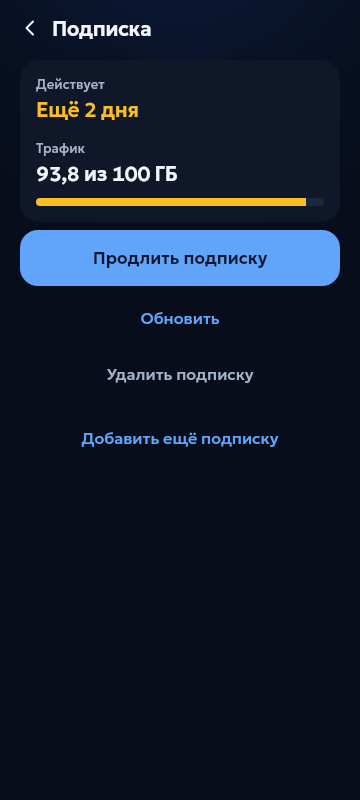 Подписка
Действует
Ещё 2 дня
Трафик
93,8 из 100 ГБ
Продлить подписку
Обновить
Удалить подписку
Добавить ещё подписку